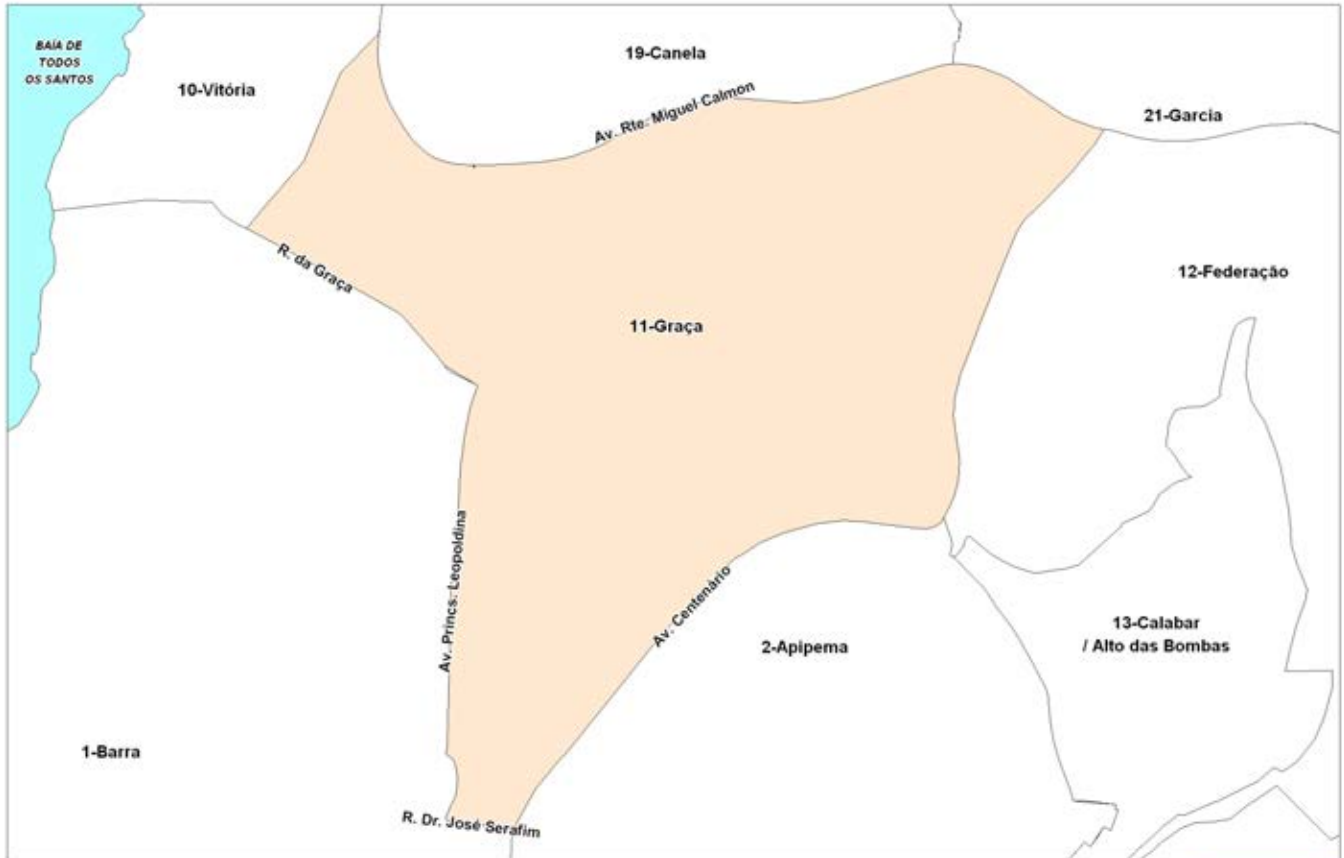 BAÍA DE
TODOS
OS SANTOS
10-Vitória
19-Canela
Av. Rte. Miguel Calmon
21-Garcia
R. da Graça
12-Federação
11-Graça
Av. Princs. Leopoldina
Av. Centenário
2-Apipema
13-Calabar
/ Alto das Bombas
1-Barra
R. Dr. José Serafim